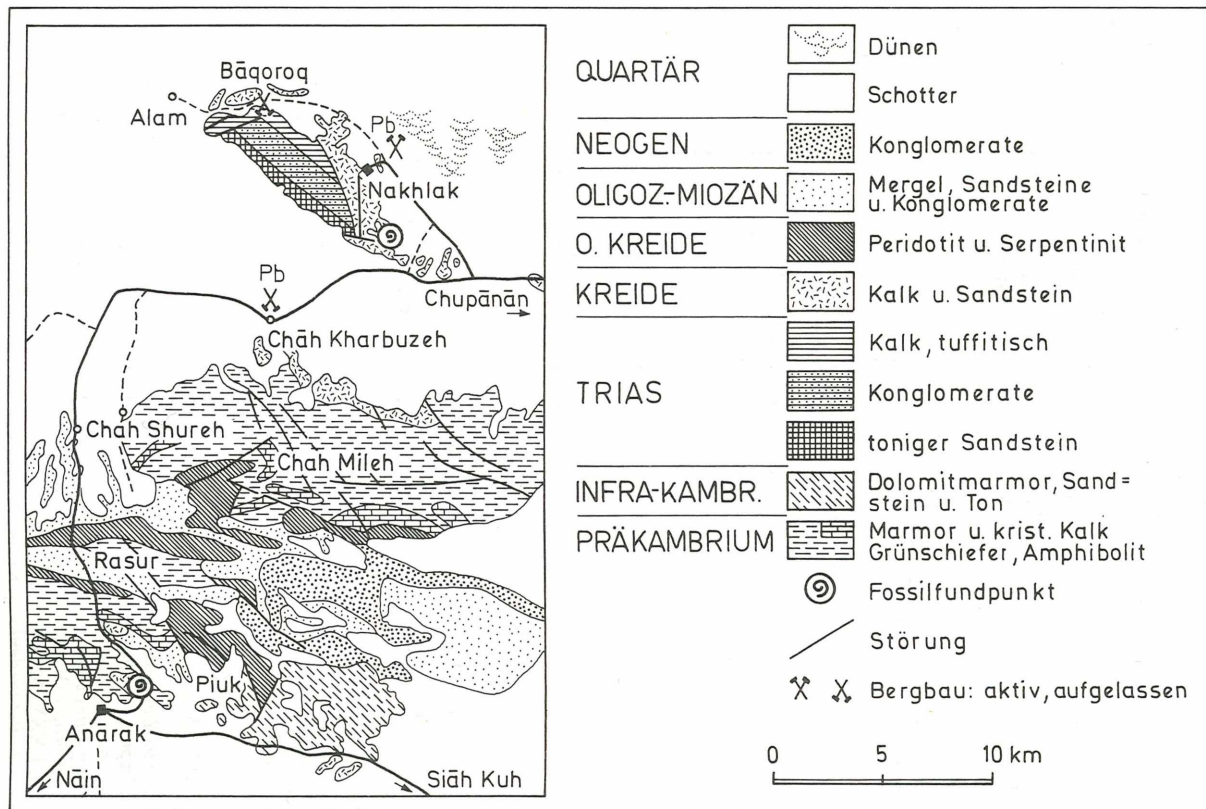 Bāqoroq
Alam
Pb
Nakhlak
Pb
Chupānān
Chāh Kharbuzeh
Chāh Shureh
Chah Mileh
Rasur
Piuk
Anārak
Nāin
Siāh Kuh
QUARTÄR
Dünen
Schotter
NEOGEN
Konglomerate
OLIGOZ.-MIOZÄN
Mergel, Sandsteine
u. Konglomerate
O. KREIDE
Peridotit u. Serpentinit
KREIDE
Kalk u. Sandstein
TRIAS
Kalk, tuffitisch
Konglomerate
toniger Sandstein
INFRA-KAMBR.
Dolomitmarmor, Sand=
stein u. Ton
PRÄKAMBRIUM
Marmor u. krist. Kalk
Grünschiefer, Amphibolit
Fossilfundpunkt
Störung
Bergbau: aktiv, aufgelassen
0 5 10 km